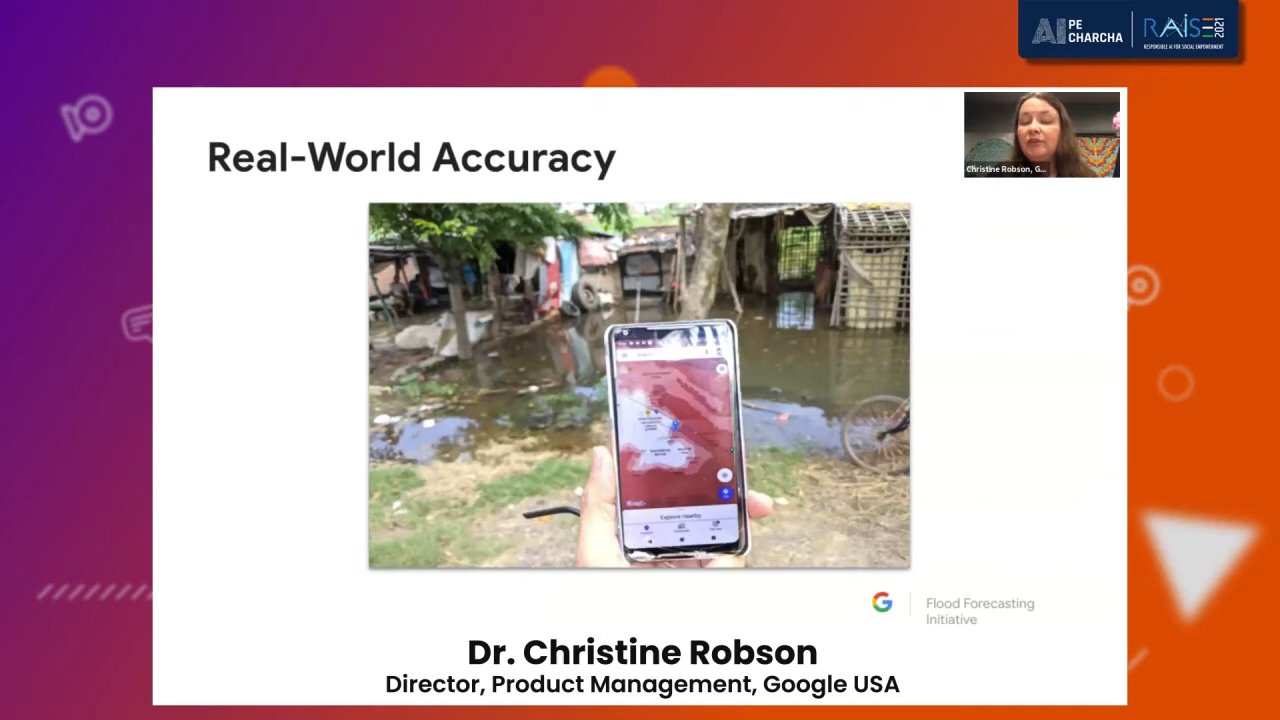 AI PE CHARCHA
RAISE 2021
RESPONSIBLE AI FOR SOCIAL EMPOWERMENT
Christine Robson, G...
Real-World Accuracy
Explore Nearby
Flood Forecasting
Initiative
Dr. Christine Robson
Director, Product Management, Google USA